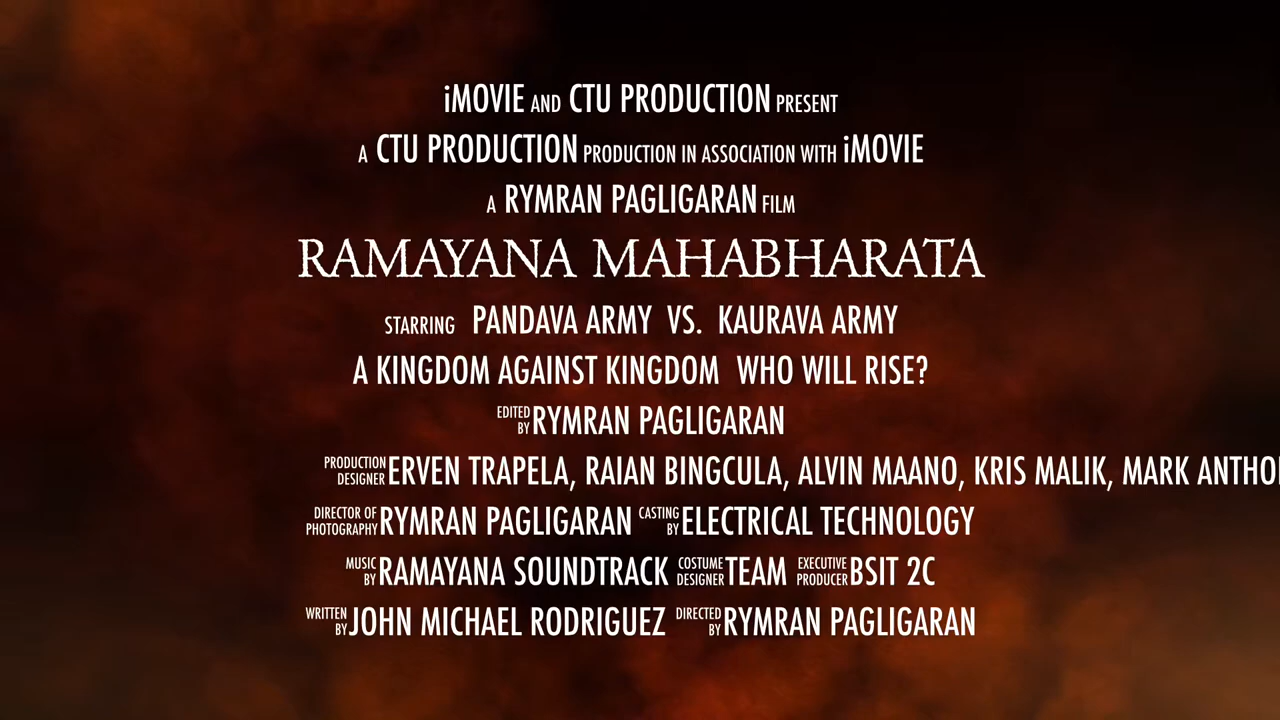 iMOVIE AND CTU PRODUCTION PRESENT
A CTU PRODUCTION PRODUCTION IN ASSOCIATION WITH iMOVIE
A RYMRAN PAGLIGARAN FILM
RAMAYANA MAHABHARATA
STARRING PANDAVA ARMY VS. KAURAVA ARMY
A KINGDOM AGAINST KINGDOM WHO WILL RISE?
EDITED BY RYMRAN PAGLIGARAN
PRODUCTION DESIGNER ERVEN TRAPELA, RAIAN BINGCULA, ALVIN MAANO, KRIS MALIK, MARK
DIRECTOR OF PHOTOGRAPHY RYMRAN PAGLIGARAN CASTING BY ELECTRICAL TECHNOLOGY
MUSIC BY RAMAYANA SOUNDTRACK COSTUME DESIGNER TEAM EXECUTIVE PRODUCER BSIT 2C
WRITTEN BY JOHN MICHAEL RODRIGUEZ DIRECTED BY RYMRAN PAGLIGARAN